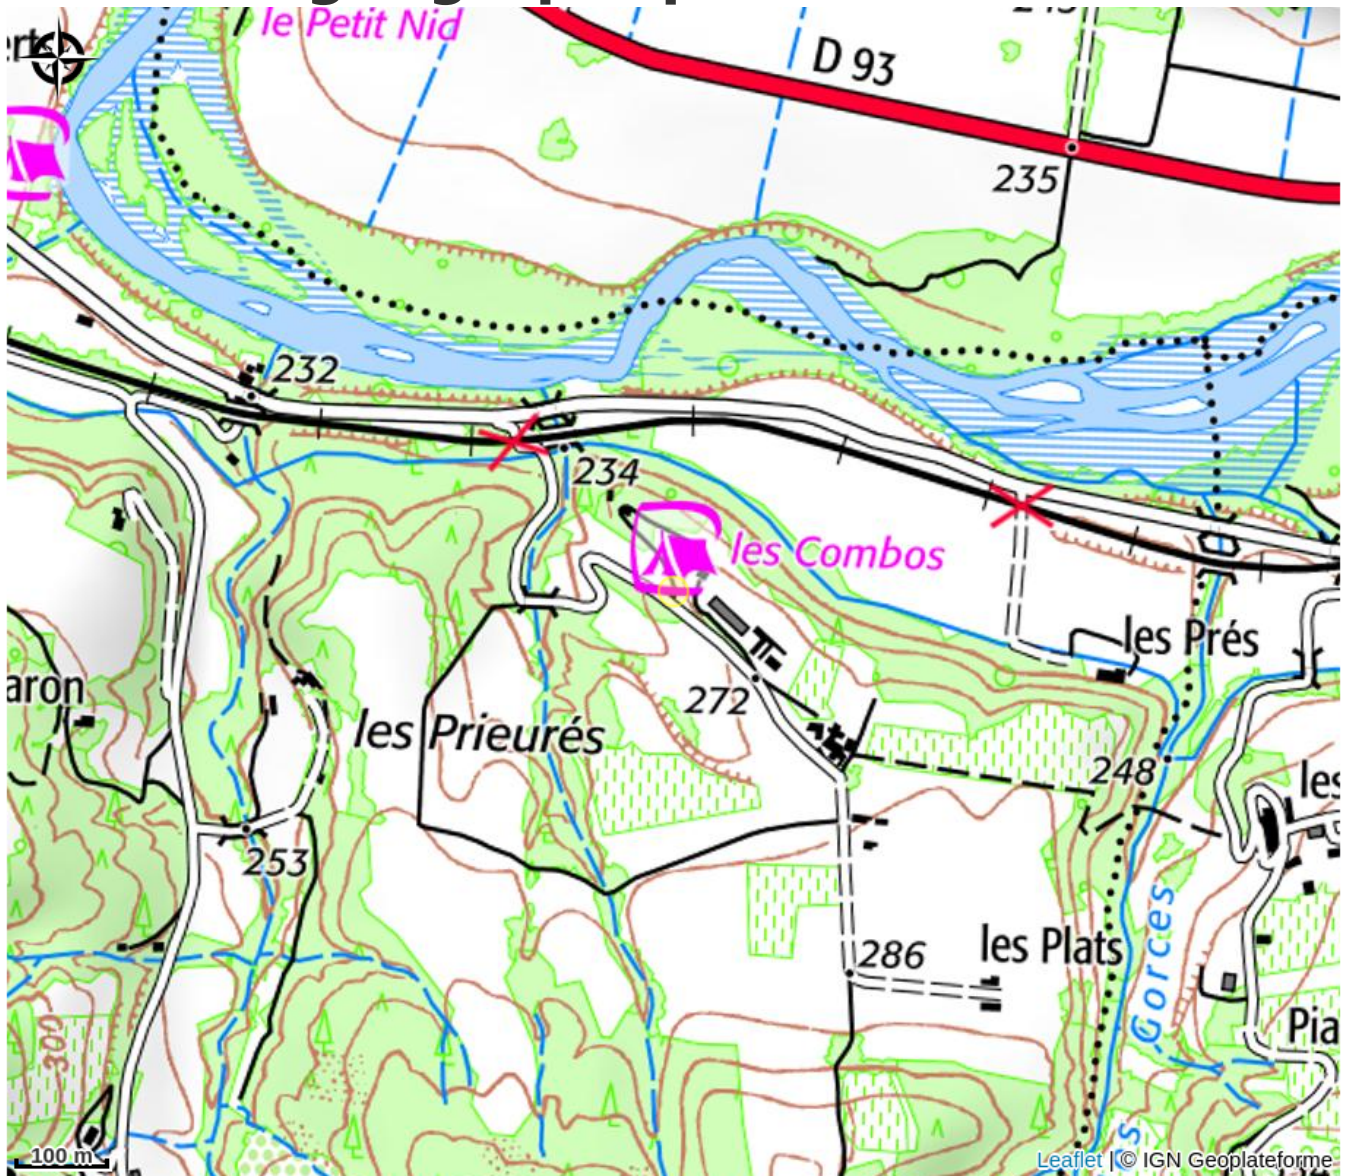 le Petit Nid
D 93
235
232
234
les Combos
les Prés
272
aron
les Prieurés
248
les
253
286
les Plats
Gorces
300
Pia
100 m
Leaflet | © IGN Geoplateforme